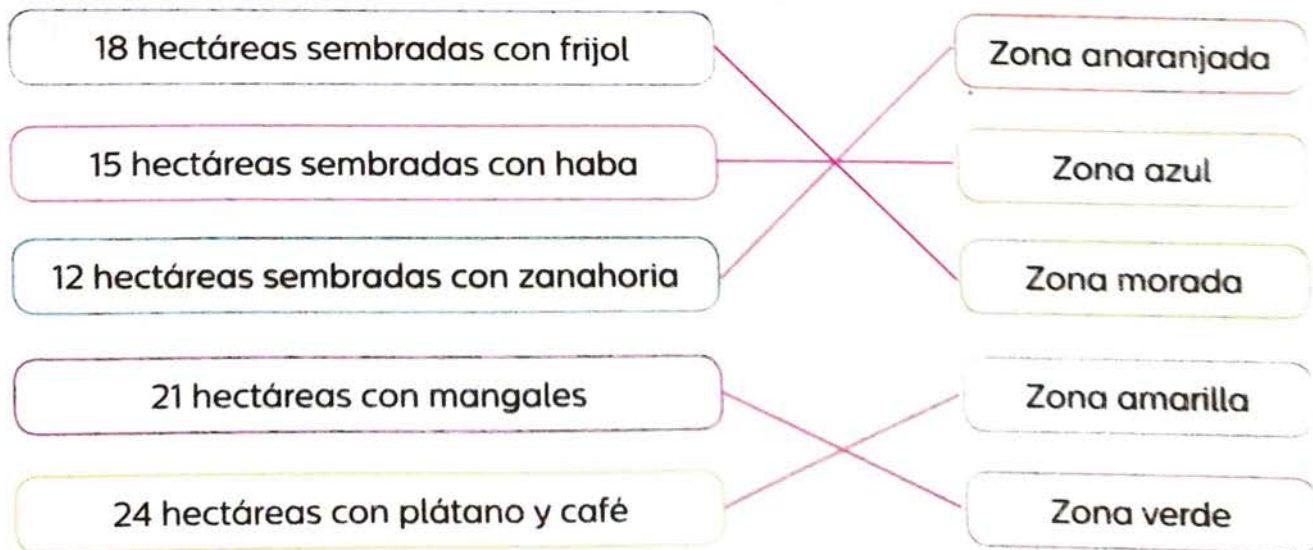 18 hectáreas sembradas con frijol
Zona anaranjada
15 hectáreas sembradas con haba
Zona azul
12 hectáreas sembradas con zanahoria
Zona morada
21 hectáreas con mangales
Zona amarilla
24 hectáreas con plátano y café
Zona verde